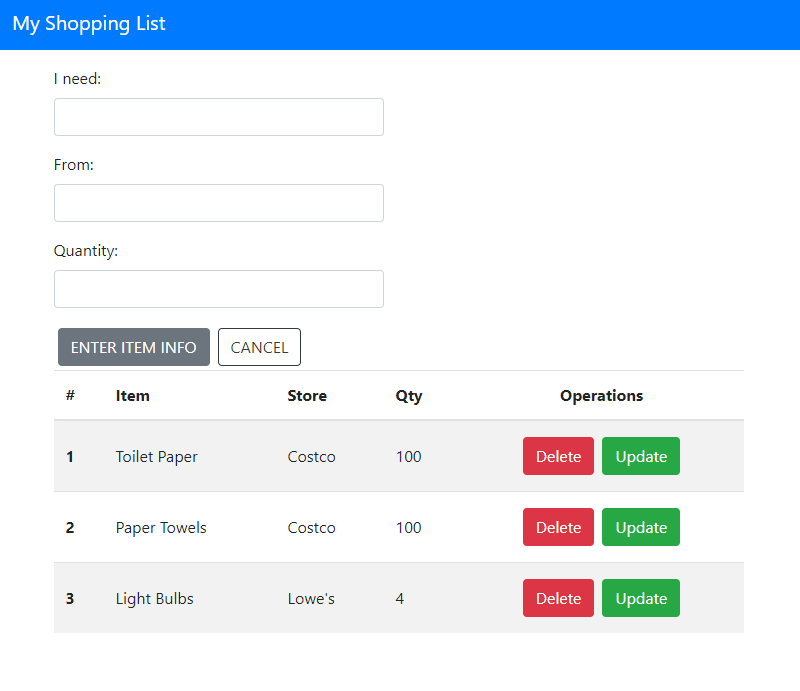 My Shopping List
I need:
From:
Quantity:
ENTER ITEM INFO CANCEL
# Item Store Qty Operations
1 Toilet Paper Costco 100 Delete Update
2 Paper Towels Costco 100 Delete Update
3 Light Bulbs Lowe's 4 Delete Update